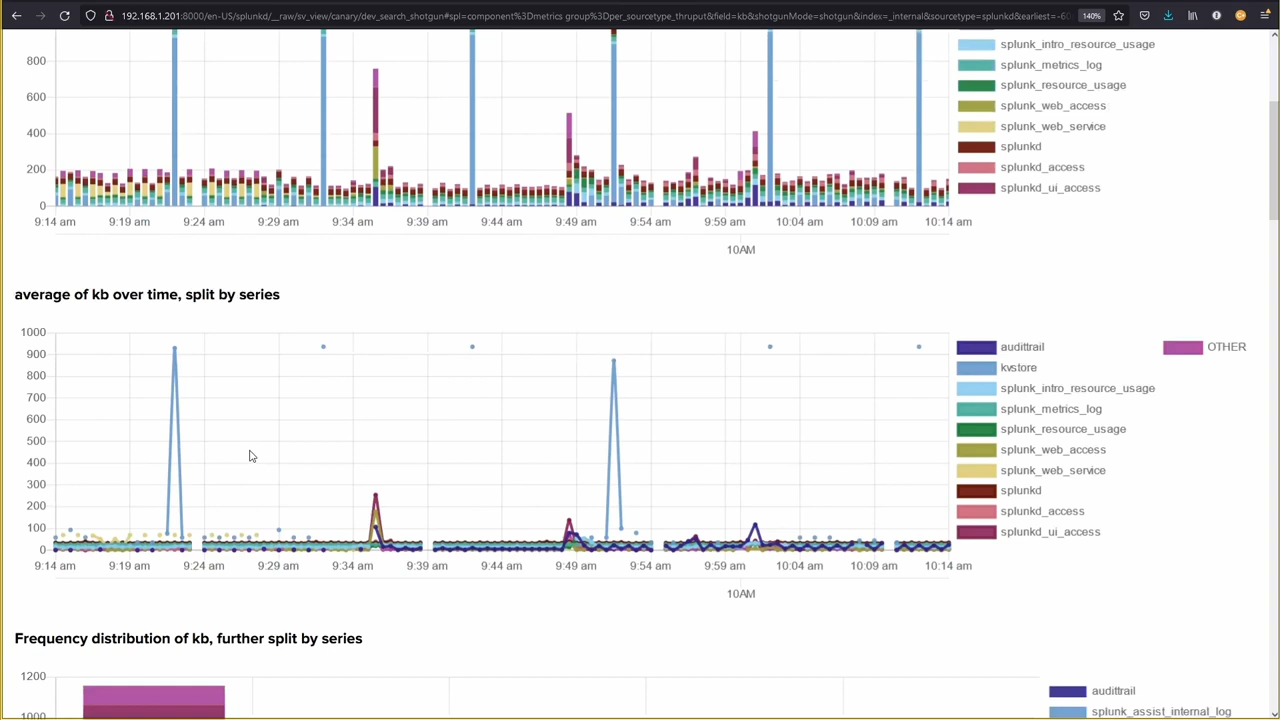 192.168.1.201:8000/en-US/splunkd/__raw/sv_view/canary/dev_search_shotgun#spl=component%3Dmetrics group%3Dper_sourcetype_thruput&field=kb&shotgunMode=shotgun&index=_internal&sourcetype=splunkd&earliest=-60
140%
800
600
400
200
0
9:14 am 9:19 am 9:24 am 9:29 am 9:34 am 9:39 am 9:44 am 9:49 am 9:54 am 9:59 am 10:04 am 10:09 am 10:14 am
10AM
splunk_intro_resource_usage
splunk_metrics_log
splunk_resource_usage
splunk_web_access
splunk_web_service
splunkd
splunkd_access
splunkd_ui_access
average of kb over time, split by series
1000
900
800
700
600
500
400
300
200
100
0
9:14 am 9:19 am 9:24 am 9:29 am 9:34 am 9:39 am 9:44 am 9:49 am 9:54 am 9:59 am 10:04 am 10:09 am 10:14 am
10AM
audittrail OTHER
kvstore
splunk_intro_resource_usage
splunk_metrics_log
splunk_resource_usage
splunk_web_access
splunk_web_service
splunkd
splunkd_access
splunkd_ui_access
Frequency distribution of kb, further split by series
1200
1000
audittrail
splunk_assist_internal_log